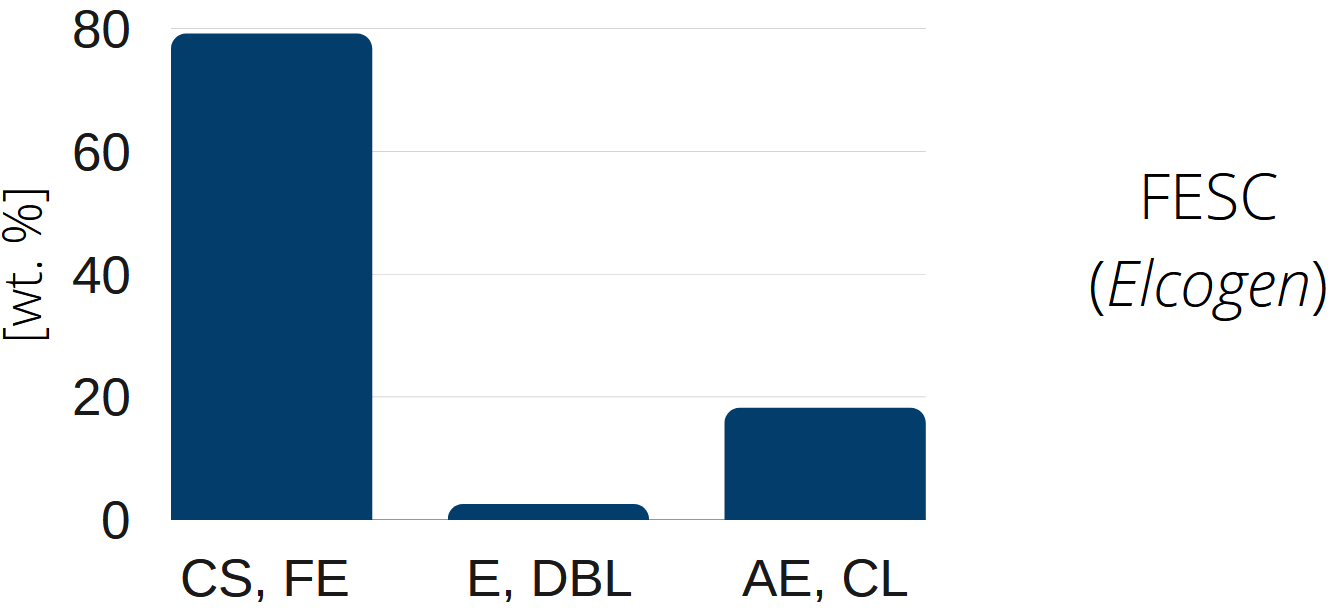 80
60
40
20
0
[wt. %]
CS, FE
E, DBL
AE, CL
FESC
(Elcogen)